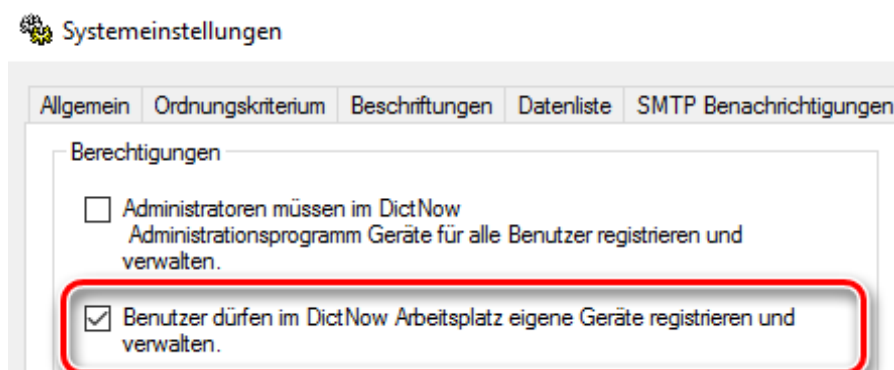 Systemeinstellungen
Allgemein Ordnungskriterium Beschriftungen Datenliste SMTP Benachrichtigungen
Berechtigungen
Administratoren müssen im DictNow
Administrationsprogramm Geräte für alle Benutzer registrieren und
verwalten.
Benutzer dürfen im DictNow Arbeitsplatz eigene Geräte registrieren und
verwalten.